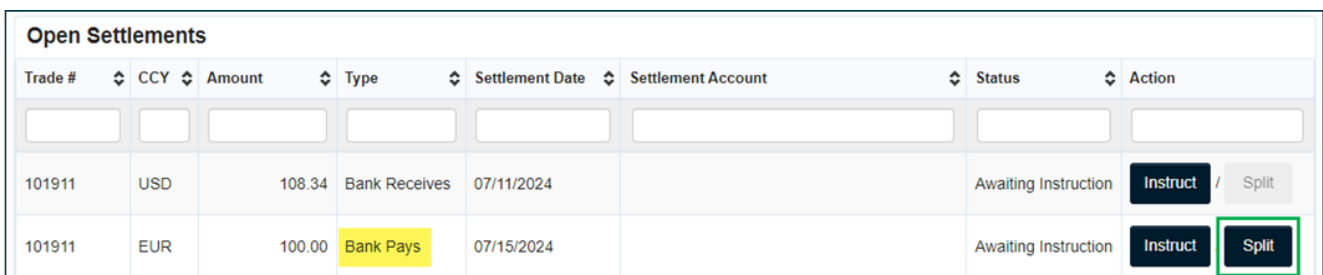 Open Settlements
Trade # CCY Amount Type Settlement Date Settlement Account Status Action
101911 USD 108.34 Bank Receives 07/11/2024 Awaiting Instruction Instruct / Split
101911 EUR 100.00 Bank Pays 07/15/2024 Awaiting Instruction Instruct Split